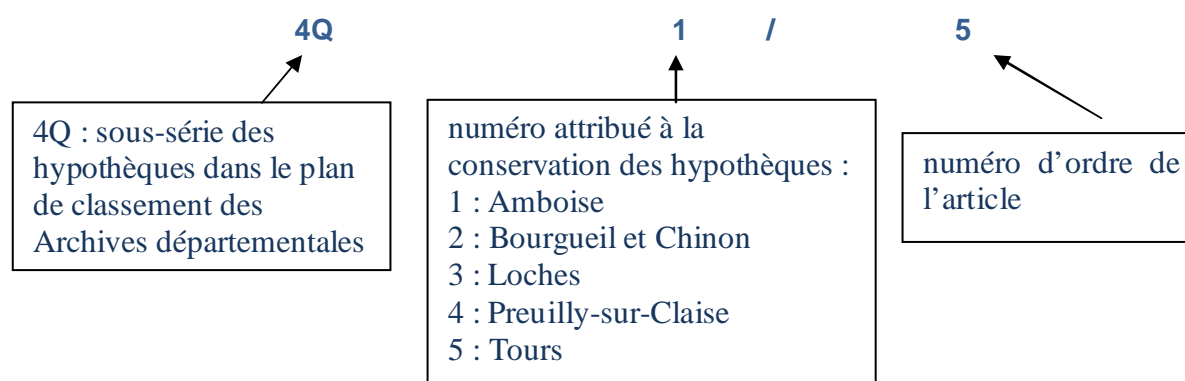 4Q 1 / 5
4Q : sous-série des
hypothèques dans le plan
de classement des
Archives départementales
numéro attribué à la
conservation des hypothèques :
1 : Amboise
2 : Bourgueil et Chinon
3 : Loches
4 : Preuilly-sur-Claise
5 : Tours
numéro d’ordre de
l’article